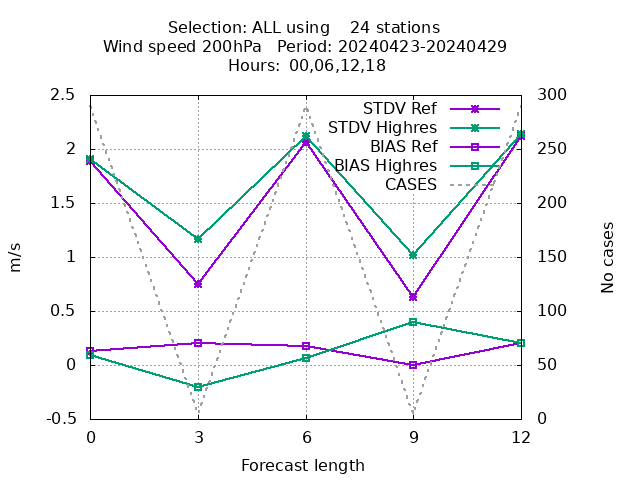 Selection: ALL using    24 stations
Wind speed 200hPa   Period: 20240423-20240429
Hours: 00,06,12,18
STDV Ref
STDV Highres
BIAS Ref
BIAS Highres
CASES
2.5
2
1.5
1
0.5
0
-0.5
300
250
200
150
100
50
0
m/s
No cases
0 3 6 9 12
Forecast length